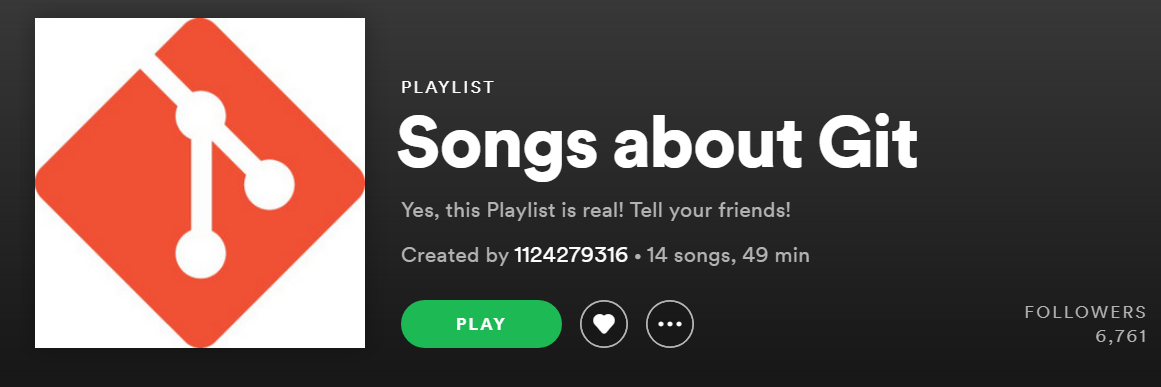 PLAYLIST
Songs about Git
Yes, this Playlist is real! Tell your friends!
Created by 1124279316 • 14 songs, 49 min
PLAY
FOLLOWERS
6,761